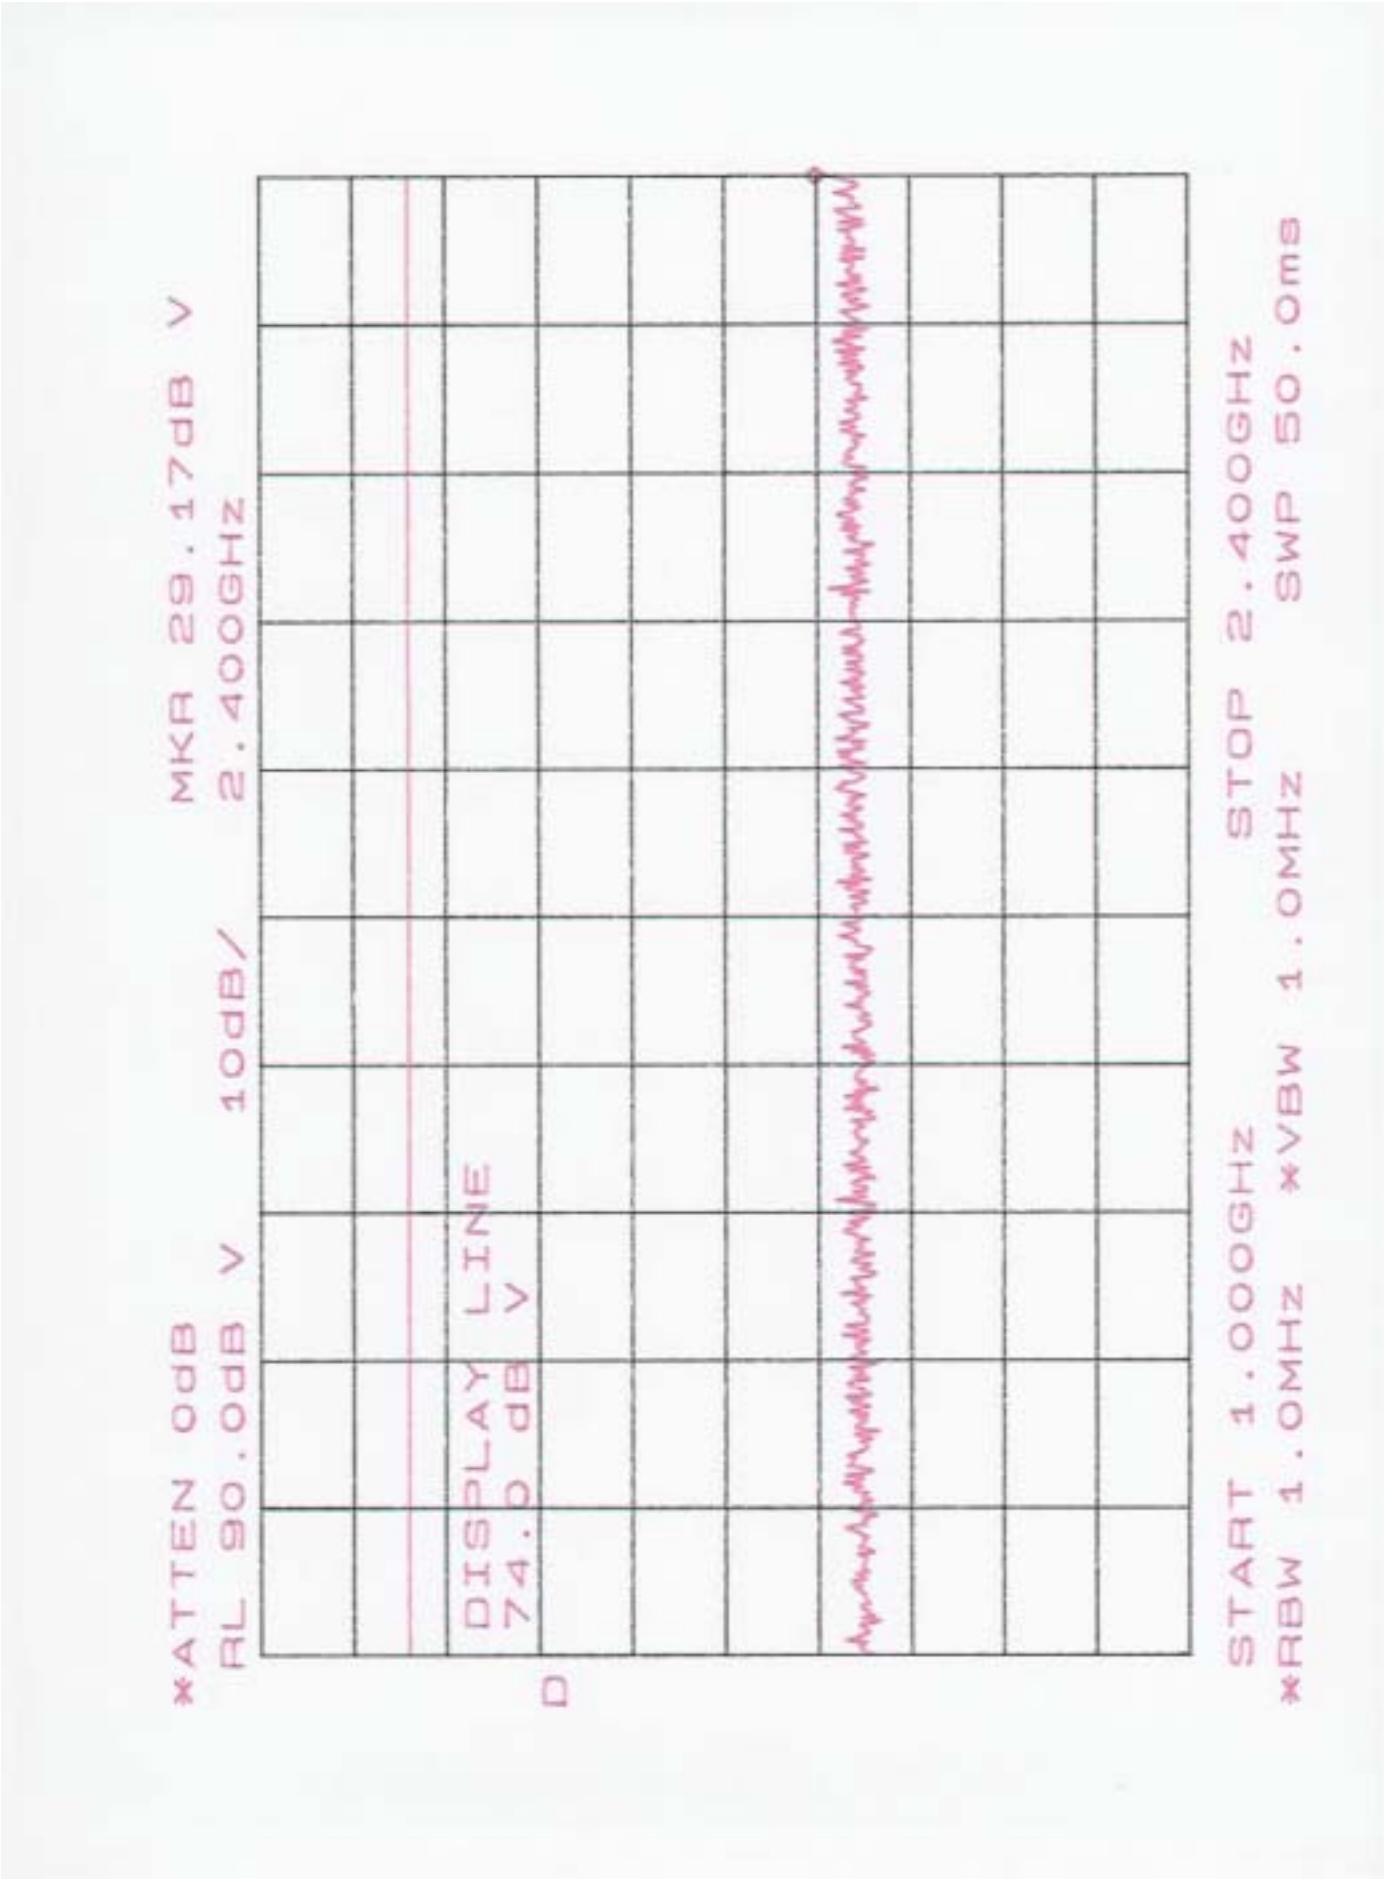 *ATTEN 0dB MKR 29.17dB V
RL 90.0dB V 10dB/ 2.400GHz
DISPLAY LINE
74.0 dB V
D
START 1.000GHz STOP 2.400GHz
*RBW 1.0MHz *VBW 1.0MHz SWP 50.0ms